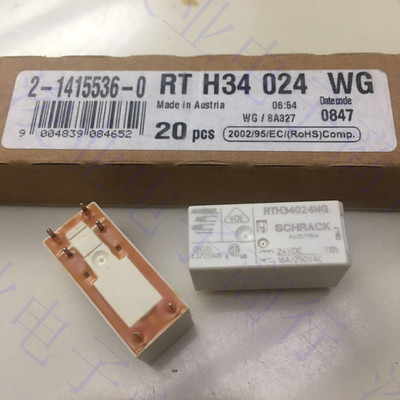 2-1415536-0 RT H34 024 WG
Made in Austria 06:54 Datecode
WG / 8A327 0847
9 004839 084652 20 pcs 2002/95/EC/(RoHS)Comp.
VDE
RTH34024WG
SCHRACK
AUSTRIA
24VDC
16A/250VAC